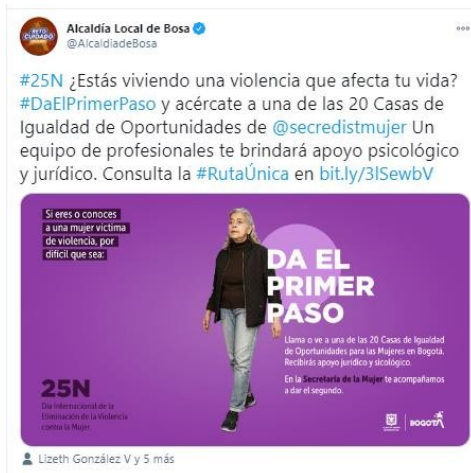 Alcaldía Local de Bosa
@AlcaldiadeBosa
#25N ¿Estás viviendo una violencia que afecta tu vida?
#DaElPrimerPaso y acércate a una de las 20 Casas de
Igualdad de Oportunidades de @secredistmujer Un
equipo de profesionales te brindará apoyo psicológico
y jurídico. Consulta la #RutaÚnica en bit.ly/3lSewbV
Si eres o conoces
a una mujer víctima
de violencia, por
difícil que sea:
DA EL
PRIMER
PASO
Llama o ve a una de las 20 Casas de Igualdad
de Oportunidades para las Mujeres en Bogotá.
Recibirás apoyo jurídico y sicológico.
En la Secretaría de la Mujer te acompañamos
a dar el segundo.
25N
Día Internacional de la
Eliminación de la Violencia
contra la Mujer.
BOGOTÁ
Lizeth González V y 5 más